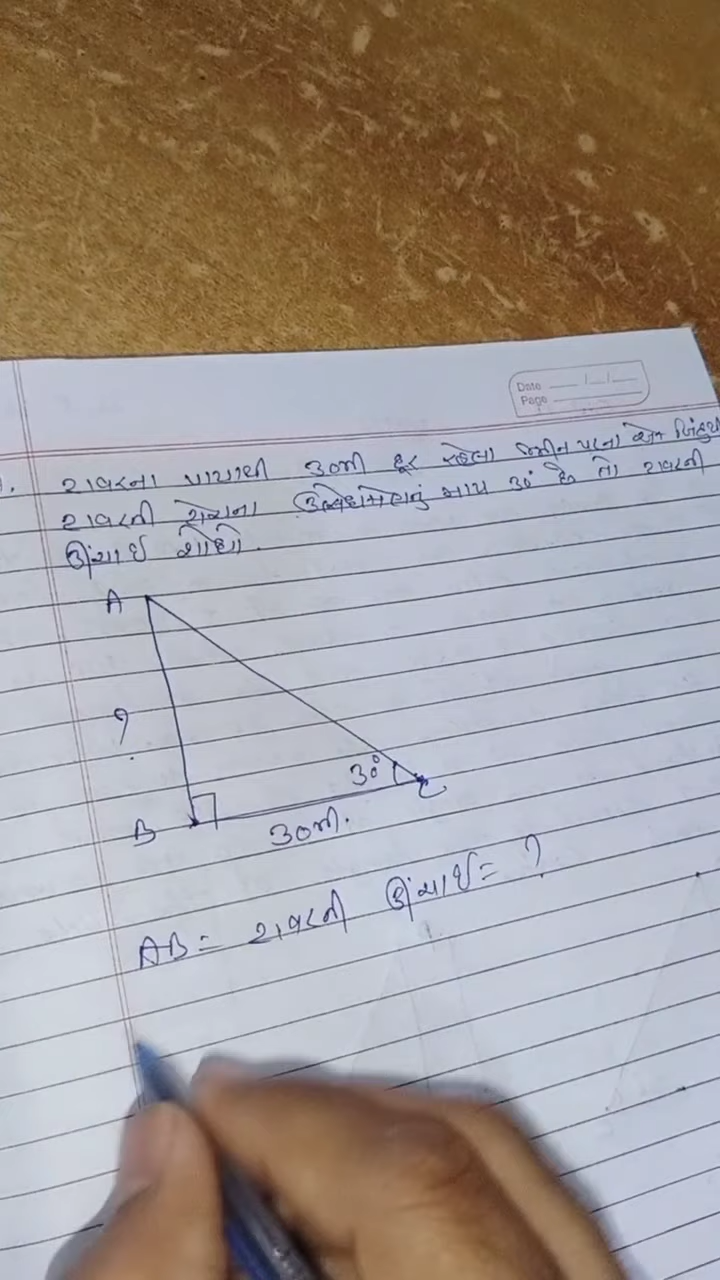 Date
Page
1. ટાવરના પાયાથી 30મી દૂર રહેલા જમીન પરના એક બિંદુથી
ટાવરની ટોચના ઉત્સેધકોણનું માપ 30° છે તો ટાવરની
ઊંચાઈ શોધો.
A
?
30°
B
C
30મી.
AB = ટાવરની ઊંચાઈ = ?